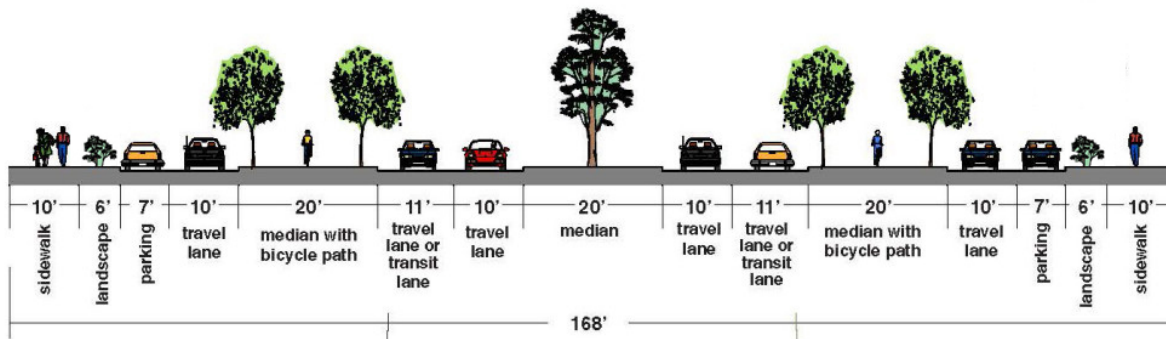 10' 6' 7' 10' 20' 11' 10' 20' 10' 11' 20' 10' 7' 6' 10'
sidewalk
landscape
parking
travel
lane
median with
bicycle path
travel
lane or
transit
lane
travel
lane
median
travel
lane
travel
lane or
transit
lane
median with
bicycle path
travel
lane
parking
landscape
sidewalk
168'